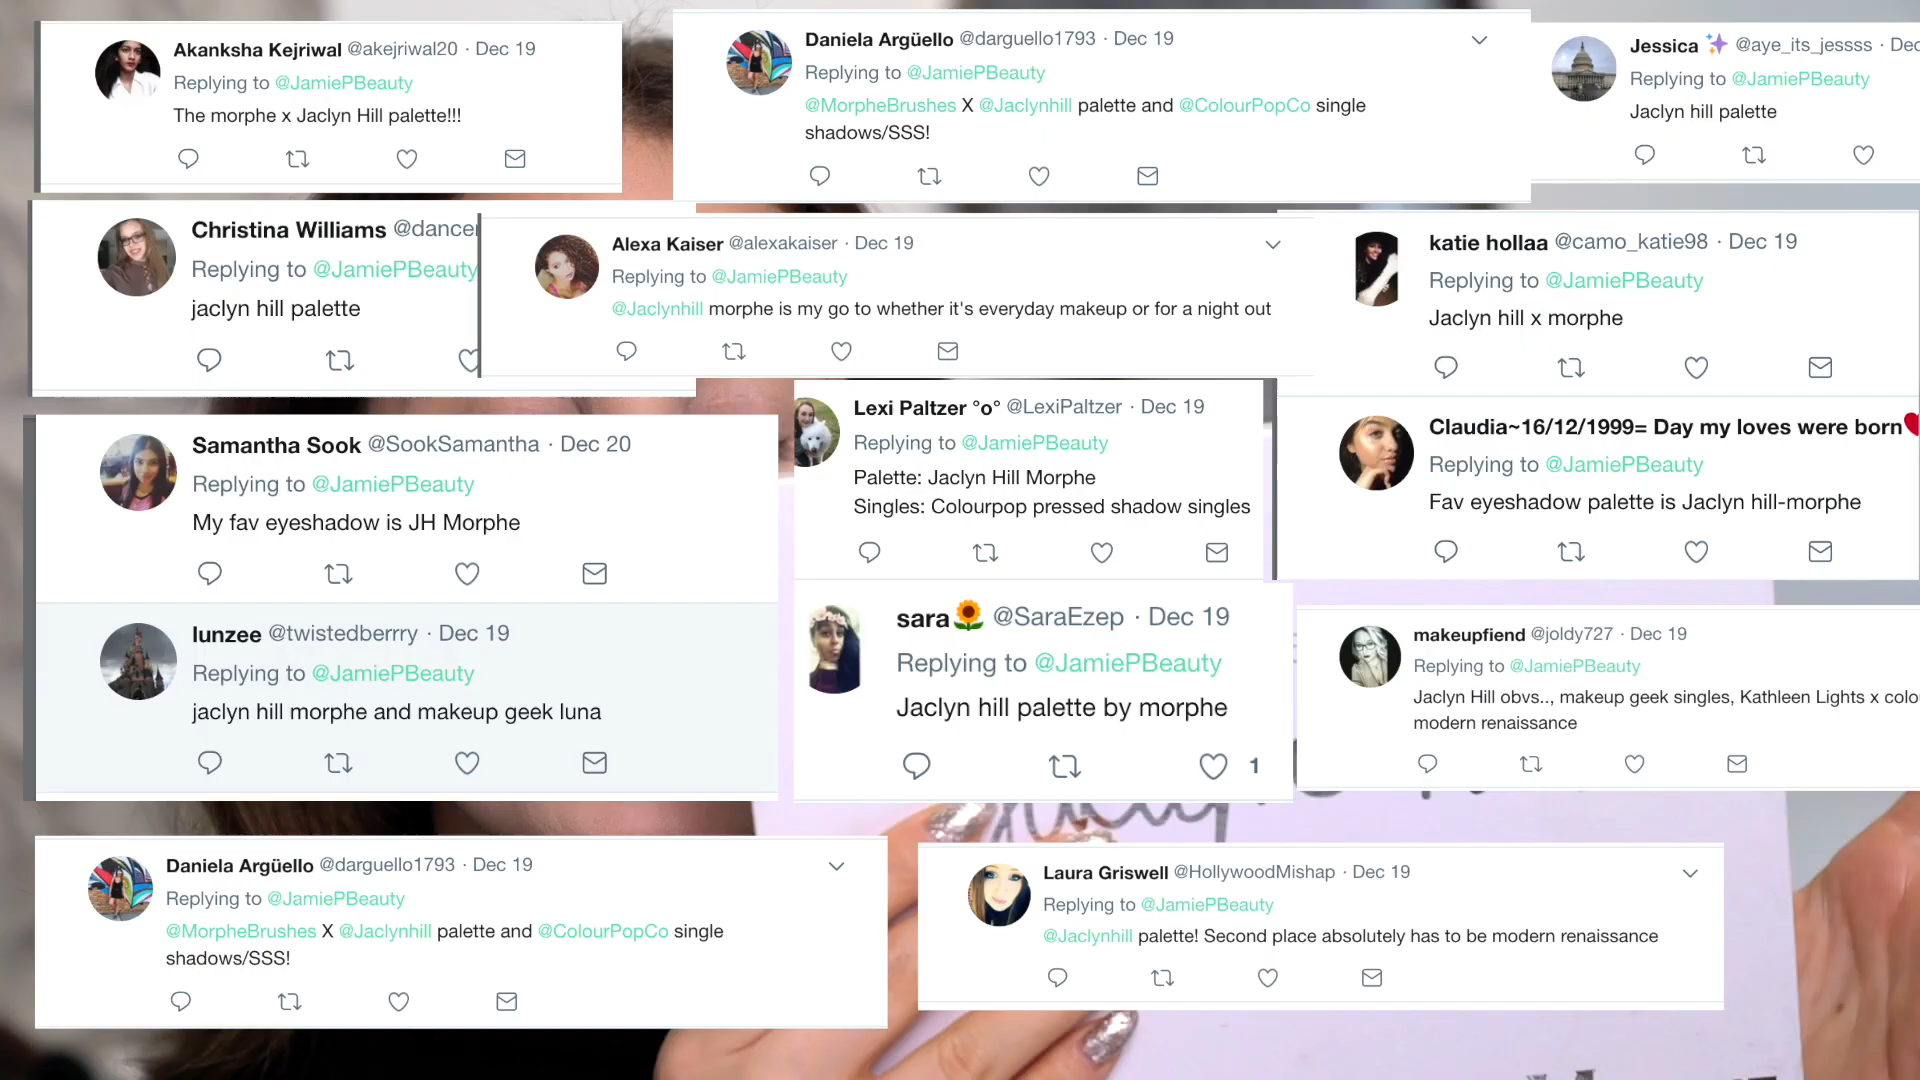 Akanksha Kejriwal @akejriwal20 · Dec 19
Replying to @JamiePBeauty
The morphe x Jaclyn Hill palette!!!
Daniela Argüello @darguello1793 · Dec 19
Replying to @JamiePBeauty
@MorpheBrushes X @Jaclynhill palette and @ColourPopCo single
shadows/SSS!
Jessica ✨ @aye_its_jessss · Dec
Replying to @JamiePBeauty
Jaclyn hill palette
Christina Williams @dancer
Replying to @JamiePBeauty
jaclyn hill palette
Alexa Kaiser @alexakaiser · Dec 19
Replying to @JamiePBeauty
@Jaclynhill morphe is my go to whether it's everyday makeup or for a night out
katie hollaa @camo_katie98 · Dec 19
Replying to @JamiePBeauty
Jaclyn hill x morphe
Claudia~16/12/1999= Day my loves were born
Replying to @JamiePBeauty
Fav eyeshadow palette is Jaclyn hill-morphe
Samantha Sook @SookSamantha · Dec 20
Replying to @JamiePBeauty
My fav eyeshadow is JH Morphe
lunzee @twistedberrry · Dec 19
Replying to @JamiePBeauty
jaclyn hill morphe and makeup geek luna
Lexi Paltzer °o° @LexiPaltzer · Dec 19
Replying to @JamiePBeauty
Palette: Jaclyn Hill Morphe
Singles: Colourpop pressed shadow singles
sara🌻 @SaraEzep · Dec 19
Replying to @JamiePBeauty
Jaclyn hill palette by morphe
1
makeupfiend @joldy727 · Dec 19
Replying to @JamiePBeauty
Jaclyn Hill obvs.., makeup geek singles, Kathleen Lights x colo
modern renaissance
Daniela Argüello @darguello1793 · Dec 19
Replying to @JamiePBeauty
@MorpheBrushes X @Jaclynhill palette and @ColourPopCo single
shadows/SSS!
Laura Griswell @HollywoodMishap · Dec 19
Replying to @JamiePBeauty
@Jaclynhill palette! Second place absolutely has to be modern renaissance